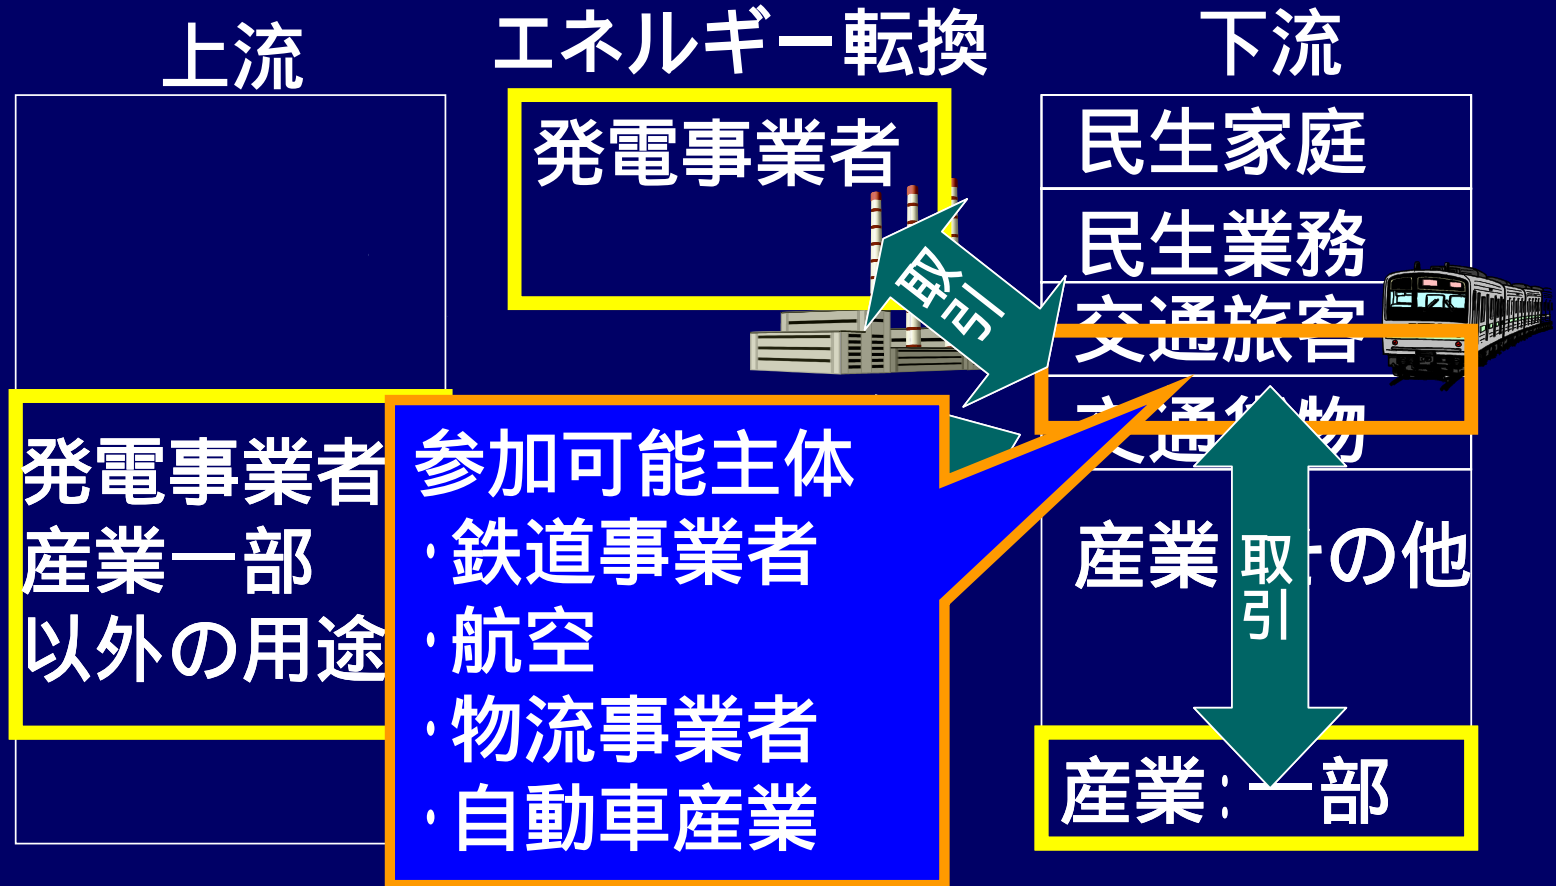 上流
エネルギー転換
下流
発電事業者
民生家庭
民生業務
交通旅客
交通貨物
取引
発電事業者
産業一部
以外の用途
参加可能主体
・鉄道事業者
・航空
・物流事業者
・自動車産業
産業 その他
取引
産業:一部